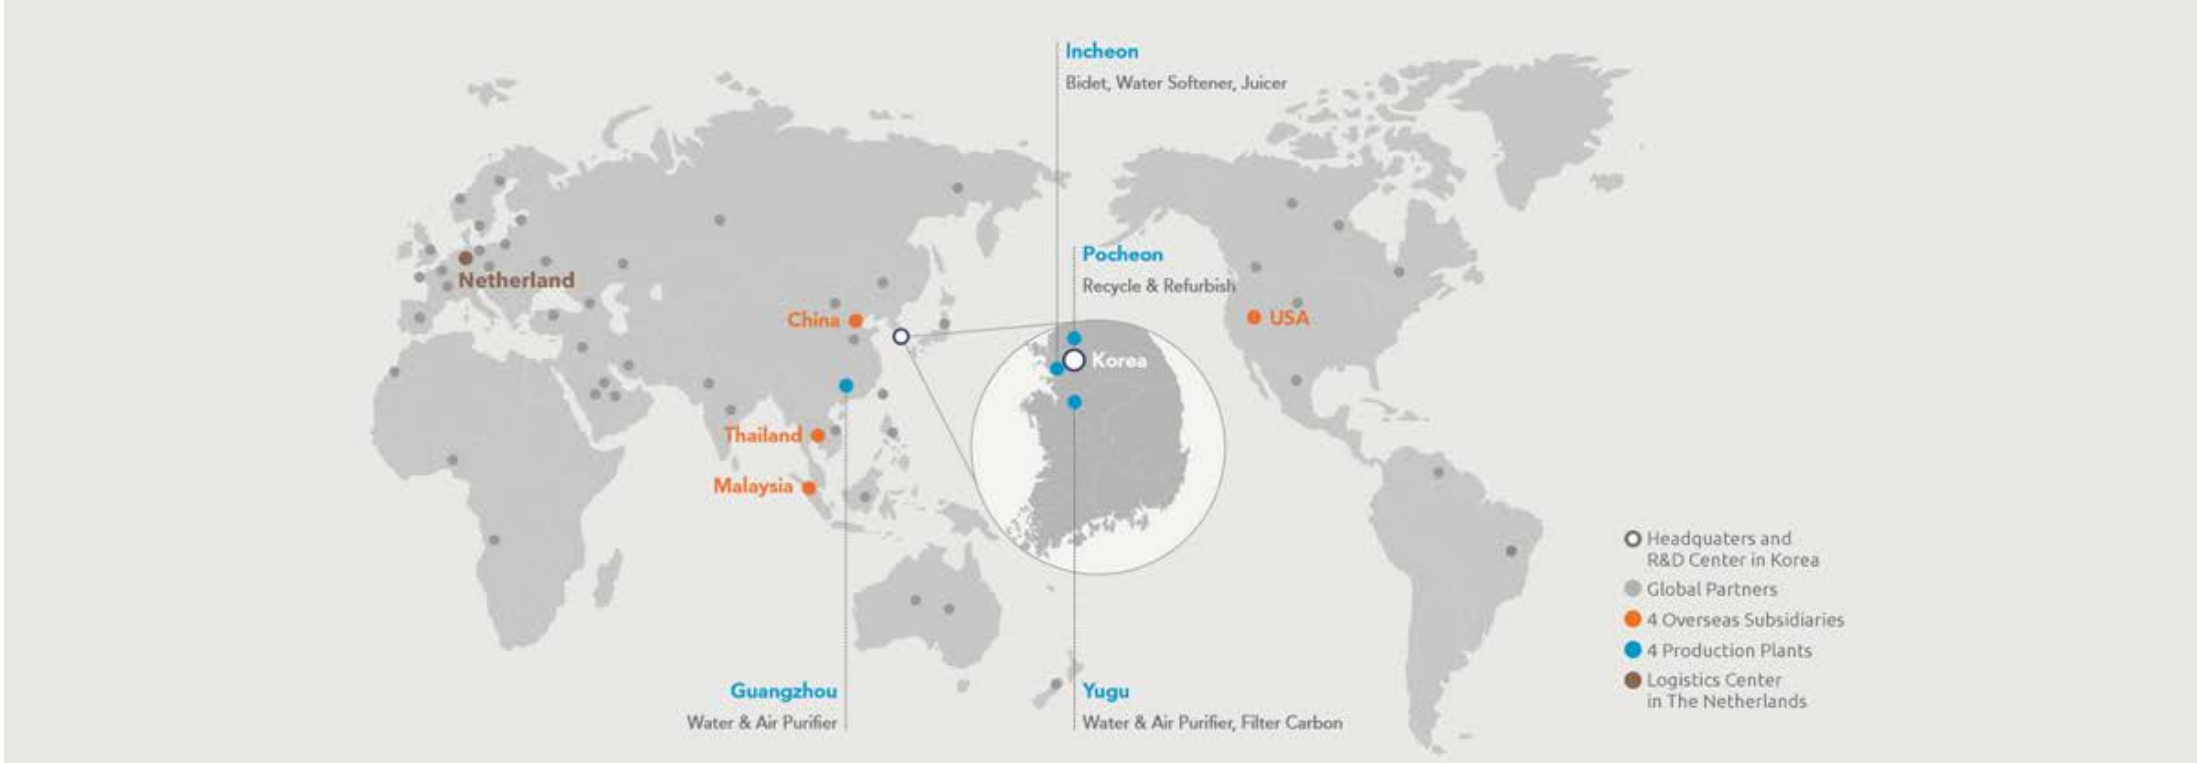 Incheon
Bidet, Water Softener, Juicer
Pocheon
Recycle & Refurbish
Netherland
China
USA
Korea
Thailand
Malaysia
Guangzhou
Water & Air Purifier
Yugu
Water & Air Purifier, Filter Carbon
Headquaters and
R&D Center in Korea
Global Partners
4 Overseas Subsidiaries
4 Production Plants
Logistics Center
in The Netherlands